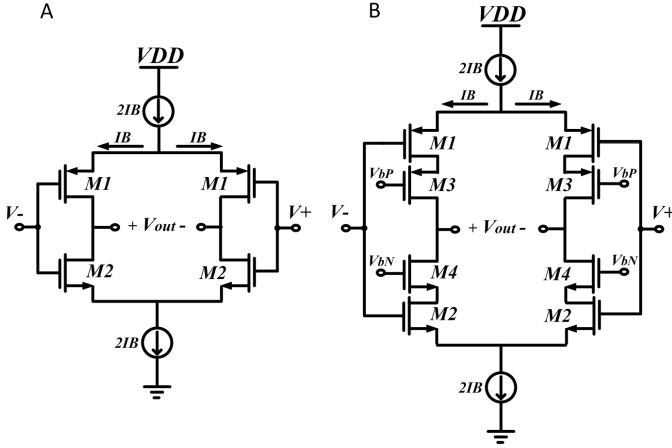 A
VDD
2IB
IB IB
M1 M1
V- + Vout - V+
M2 M2
2IB
B
VDD
2IB
IB IB
M1 M1
VbP M3 M3 VbP
V- + Vout - V+
VbN M4 M4 VbN
M2 M2
2IB